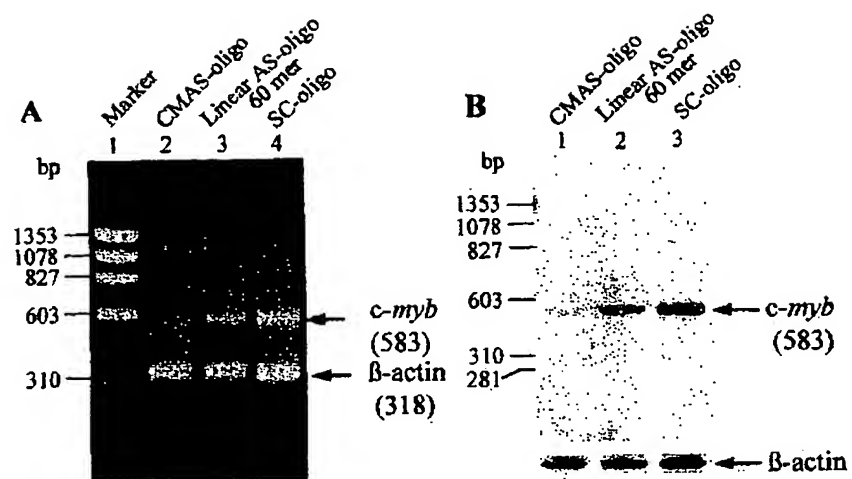 A
Marker
CMAS-oligo
Linear AS-oligo
60 mer
SC-oligo
1 2 3 4
bp
1353
1078
827
603
310
c-myb
(583)
ß-actin
(318)
B
CMAS-oligo
Linear AS-oligo
60 mer
SC-oligo
1 2 3
1353
1078
827
603
310
281
c-myb
(583)
ß-actin